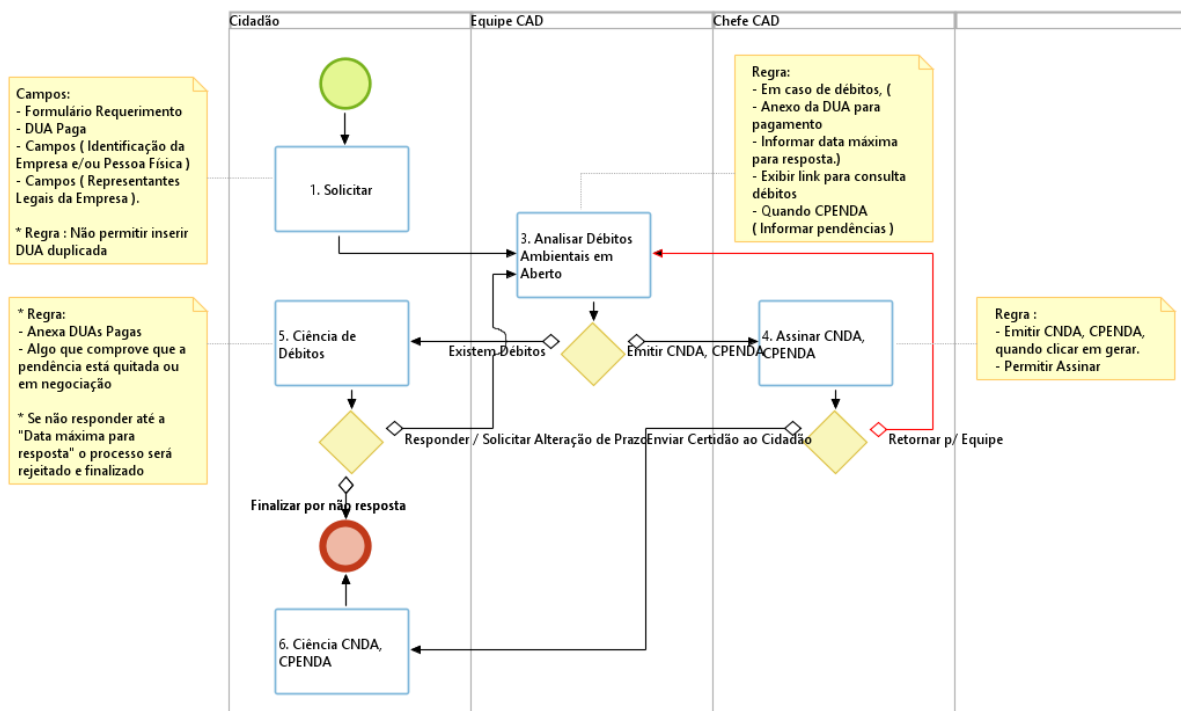 Cidadão
Equipe CAD
Chefe CAD
Campos:
- Formulário Requerimento
- DUA Paga
- Campos ( Identificação da
Empresa e/ou Pessoa Física )
- Campos ( Representantes
Legais da Empresa ).
* Regra : Não permitir inserir
DUA duplicada
1. Solicitar
Regra:
- Em caso de débitos, (
- Anexo da DUA para
pagamento
- Informar data máxima
para resposta.)
- Exibir link para consulta
débitos
- Quando CPENDA
( Informar pendências )
3. Analisar Débitos
Ambientais em
Aberto
* Regra:
- Anexa DUAs Pagas
- Algo que comprove que a
pendência está quitada ou
em negociação
* Se não responder até a
"Data máxima para
resposta" o processo será
rejeitado e finalizado
5. Ciência de
Débitos
Existem Débitos
Emitir CNDA, CPENDA
4. Assinar CNDA,
CPENDA
Regra :
- Emitir CNDA, CPENDA,
quando clicar em gerar.
- Permitir Assinar
Responder / Solicitar Alteração de Prazo
Enviar Certidão ao Cidadão
Retornar p/ Equipe
Finalizar por não resposta
6. Ciência CNDA,
CPENDA